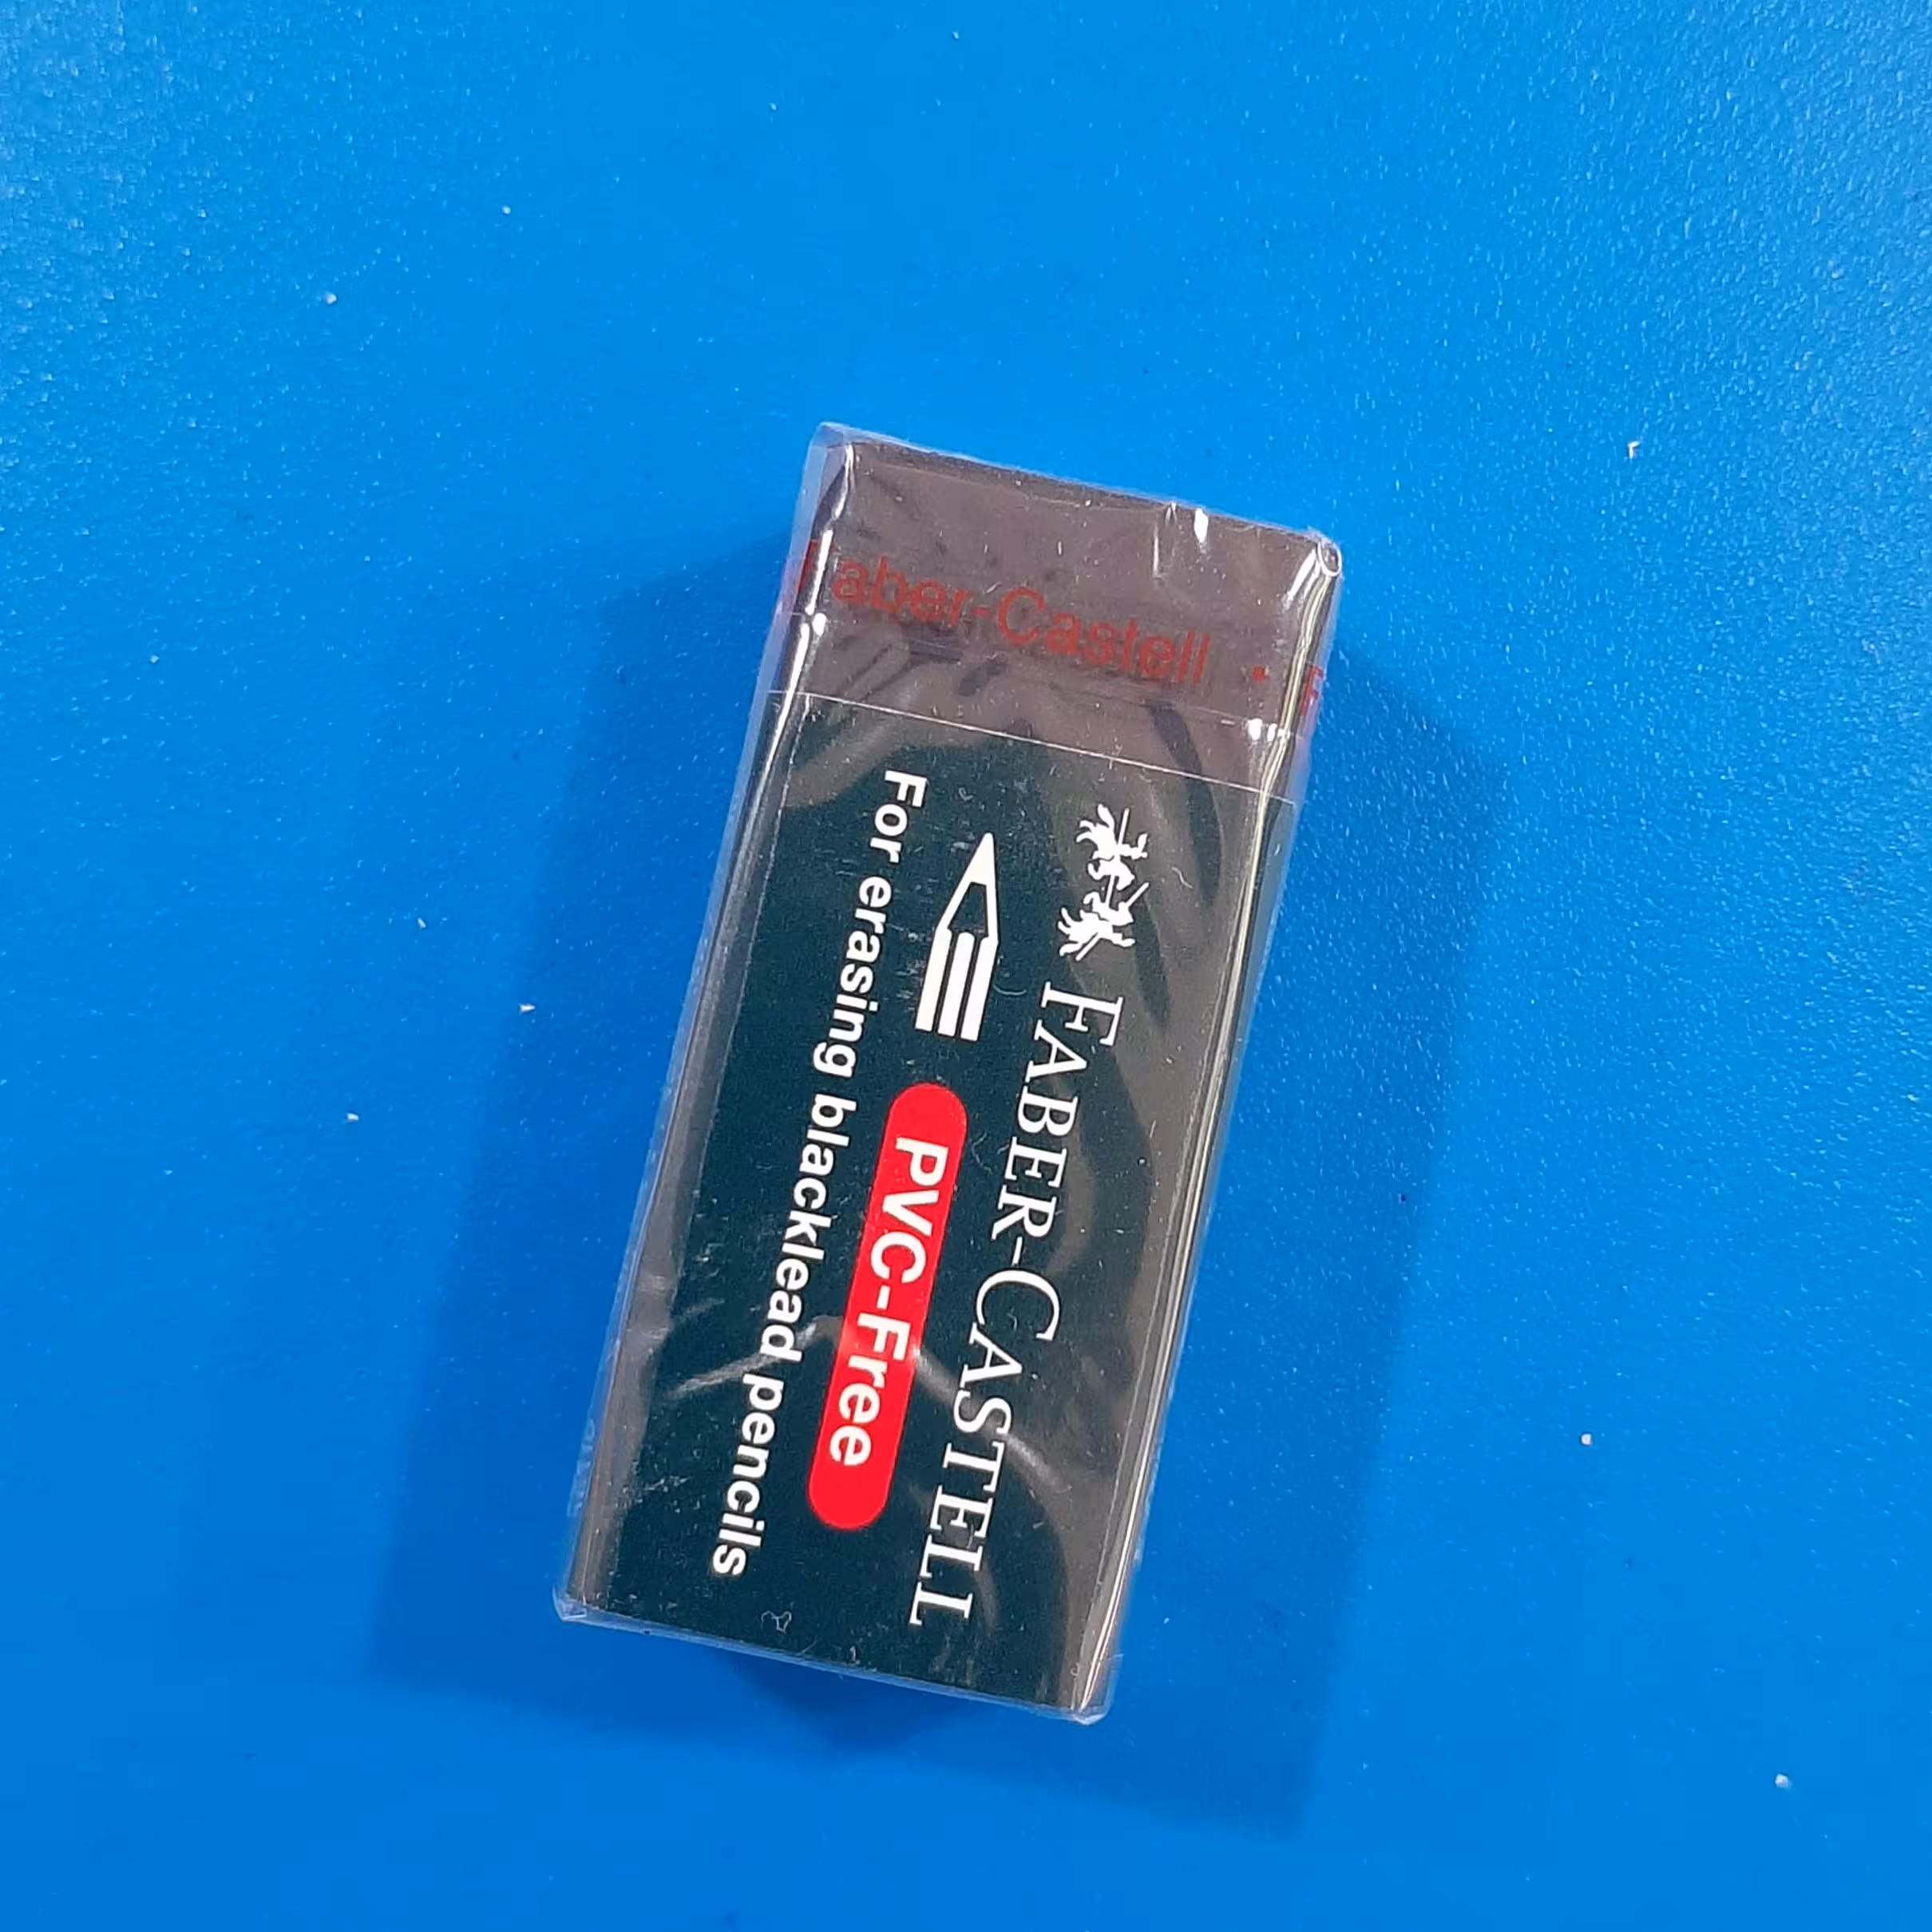 Faber-Castell •
FABER-CASTELL
PVC-Free
For erasing blacklead pencils